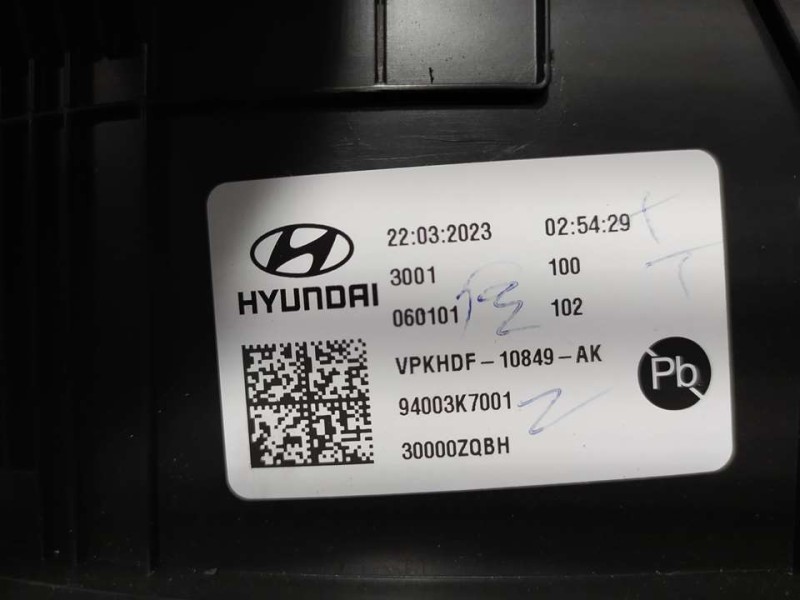 22:03:2023 02:54:29
3001 100
HYUNDAI
060101 102
VPKHDF-10849-AK
Pb
94003K7001
30000ZQBH